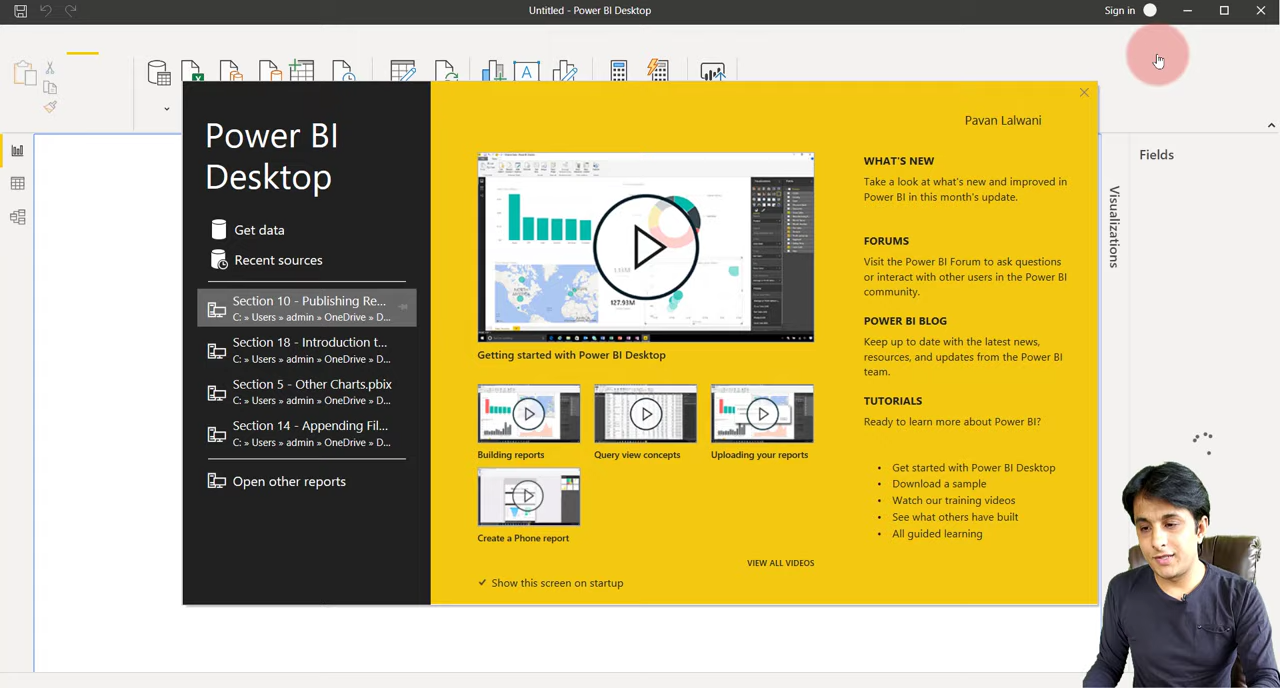 Untitled - Power BI Desktop
Sign in
Power BI
Desktop
Get data
Recent sources
Section 10 - Publishing Re...
C: » Users » admin » OneDrive » D...
Section 18 - Introduction t...
C: » Users » admin » OneDrive » D...
Section 5 - Other Charts.pbix
C: » Users » admin » OneDrive » D...
Section 14 - Appending Fil...
C: » Users » admin » OneDrive » D...
Open other reports
Pavan Lalwani
127.93M
Getting started with Power BI Desktop
Building reports
Query view concepts
Uploading your reports
Create a Phone report
VIEW ALL VIDEOS
Show this screen on startup
WHAT'S NEW
Take a look at what's new and improved in
Power BI in this month's update.
FORUMS
Visit the Power BI Forum to ask questions
or interact with other users in the Power BI
community.
POWER BI BLOG
Keep up to date with the latest news,
resources, and updates from the Power BI
team.
TUTORIALS
Ready to learn more about Power BI?
• Get started with Power BI Desktop
• Download a sample
• Watch our training videos
• See what others have built
• All guided learning
Visualizations
Fields